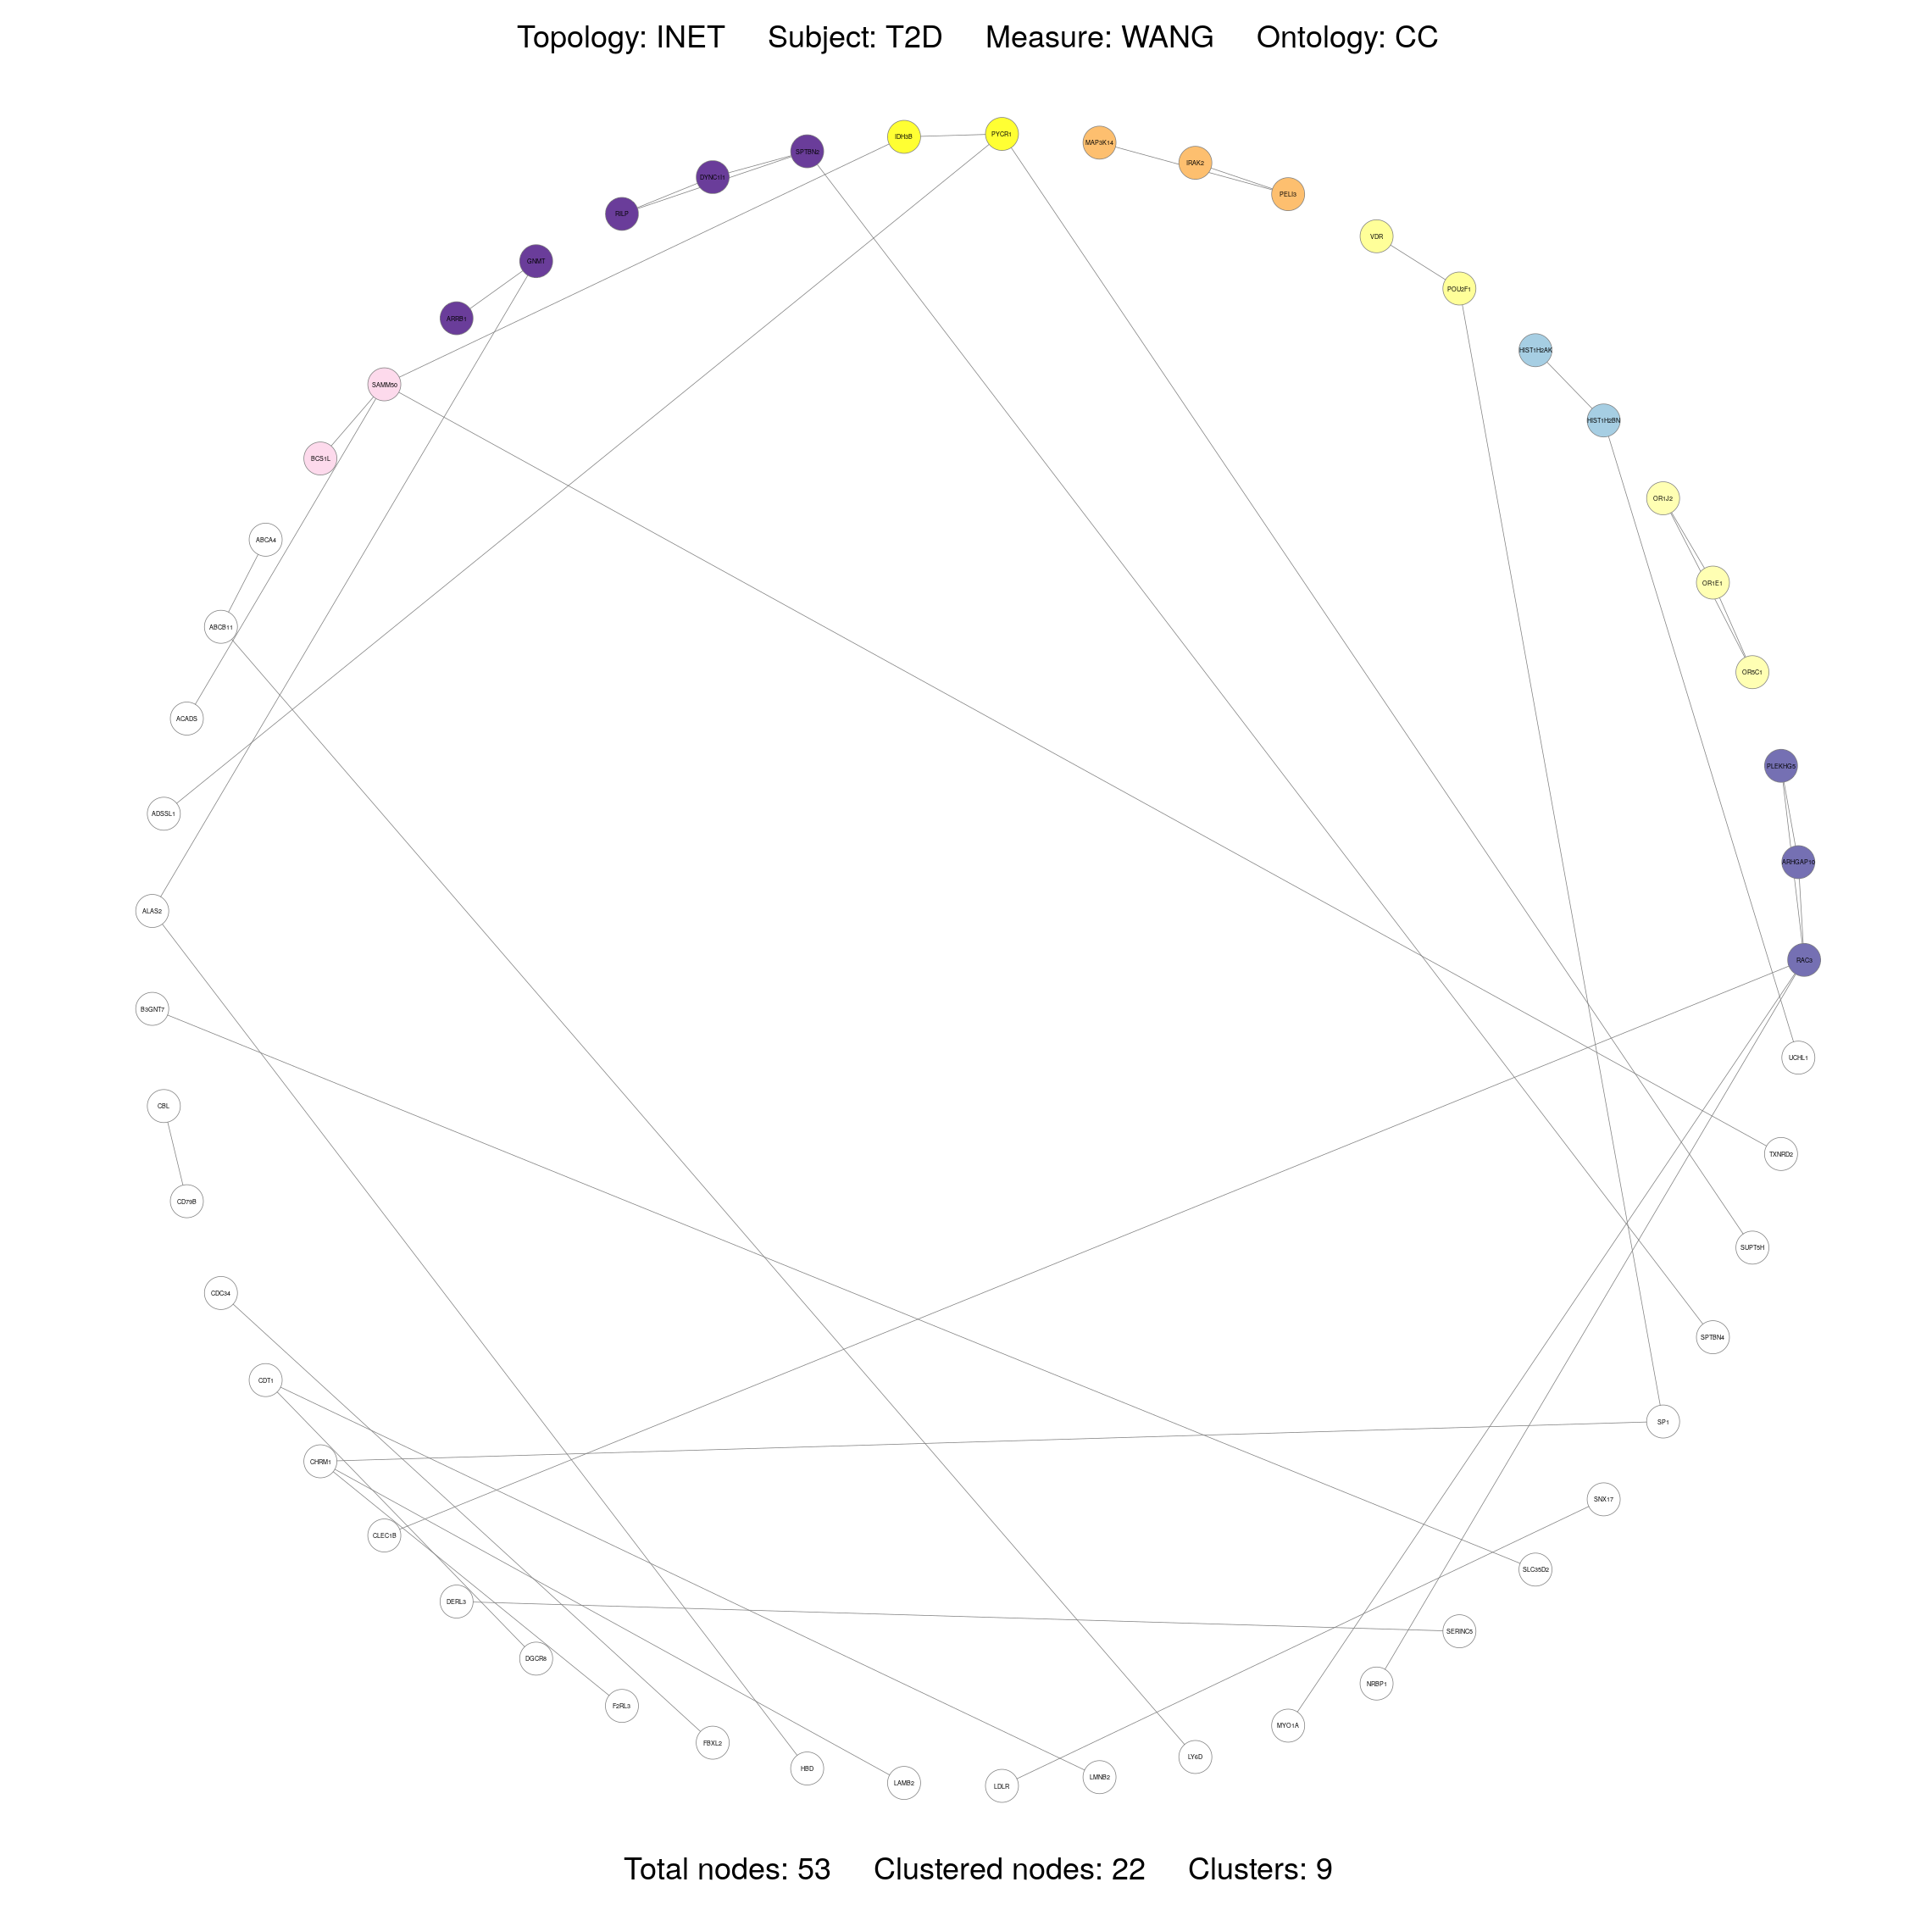 Topology: INET Subject: T2D Measure: WANG Ontology: CC
PYCR1
IDH3B
MAP3K14
SPTBN2
IRAK2
DYNC1I1
PELI3
RILP
VDR
GNMT
POU2F1
ARRB1
HIST1H2AK
SAMM50
HIST1H2BN
BCS1L
OR1J2
ABCA4
OR1E1
ABCB11
OR5C1
ACADS
PLEKHG5
ADSSL1
ARHGAP10
ALAS2
RAC3
B3GNT7
UCHL1
CBL
TXNRD2
CD79B
SUPT5H
CDC34
SPTBN4
CDT1
SP1
CHRM1
SNX17
CLEC1B
SLC35D2
DERL3
SERINC5
DGCR8
NRBP1
F2RL3
MYO1A
FBXL2
LY6D
HBD
LMNB2
LAMB2
LDLR
Total nodes: 53 Clustered nodes: 22 Clusters: 9